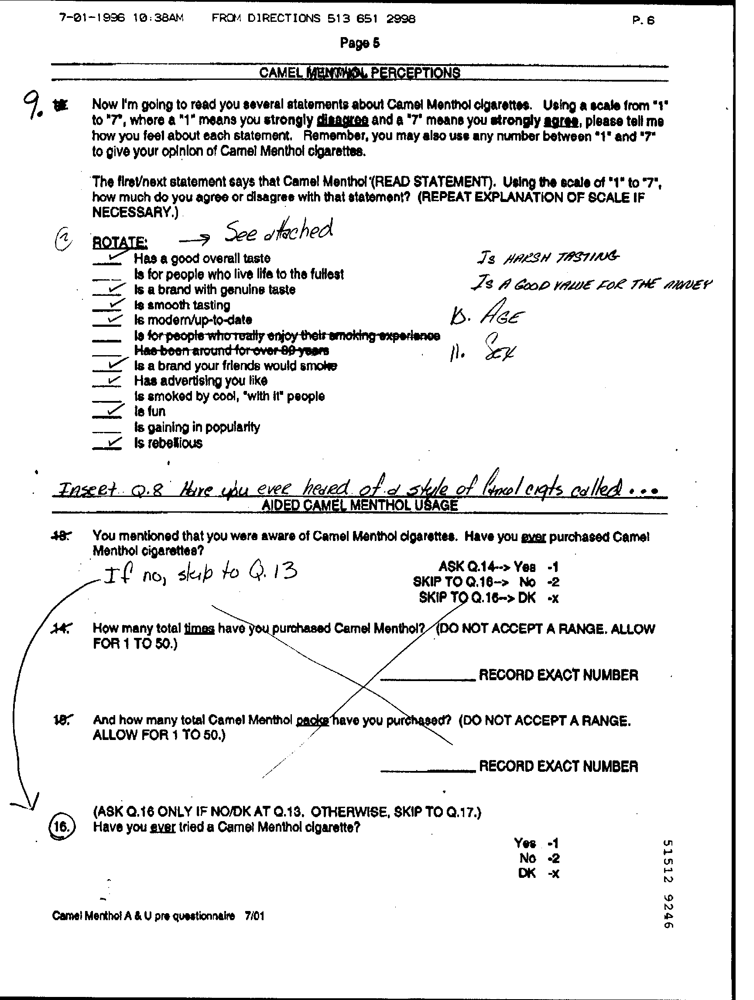 7-01-1996 10:38AM FROM DIRECTIONS 513 651 2998 P.6
Page 5
CAMEL MENTHOL PERCEPTIONS
9. Now I'm going to read you several statements about Camel Menthol cigarettes. Using a scale from "1"
to "7", where a "1" means you strongly disagree and a "7" means you strongly agree, please tell me
how you feel about each statement. Remember, you may also use any number between "1" and "7"
to give your opinion of Camel Menthol cigarettes.
The first/next statement says that Camel Menthol (READ STATEMENT). Using the scale of "1" to "7",
how much do you agree or disagree with that statement? (REPEAT EXPLANATION OF SCALE IF
NECESSARY.)
ROTATE: → See attached
✓ Has a good overall taste
Is HARSH TASTING
Is for people who live life to the fullest
Is A GOOD VALUE FOR THE MONEY
✓ Is a brand with genuine taste
✓ Is smooth tasting
✓ Is modern/up-to-date
10. AGE
Is for people who really enjoy their smoking experience
Has been around for over 80 years
11. SEX
✓ Is a brand your friends would smoke
✓ Has advertising you like
Is smoked by cool, "with it" people
✓ Is fun
Is gaining in popularity
✓ Is rebellious
Insert Q.8 Have you ever heard of a style of Camel cigts called ...
AIDED CAMEL MENTHOL USAGE
13. You mentioned that you were aware of Camel Menthol cigarettes. Have you ever purchased Camel
Menthol cigarettes?
If no, skip to Q.13
ASK Q.14--> Yes -1
SKIP TO Q.16--> No -2
SKIP TO Q.16--> DK -x
14. How many total times have you purchased Camel Menthol? (DO NOT ACCEPT A RANGE. ALLOW
FOR 1 TO 50.)
RECORD EXACT NUMBER
15. And how many total Camel Menthol packs have you purchased? (DO NOT ACCEPT A RANGE.
ALLOW FOR 1 TO 50.)
RECORD EXACT NUMBER
(ASK Q.16 ONLY IF NO/DK AT Q.13. OTHERWISE, SKIP TO Q.17.)
16. Have you ever tried a Camel Menthol cigarette?
Yes -1
No -2
DK -x
51512 9246
Camel Menthol A & U pre questionnaire 7/01